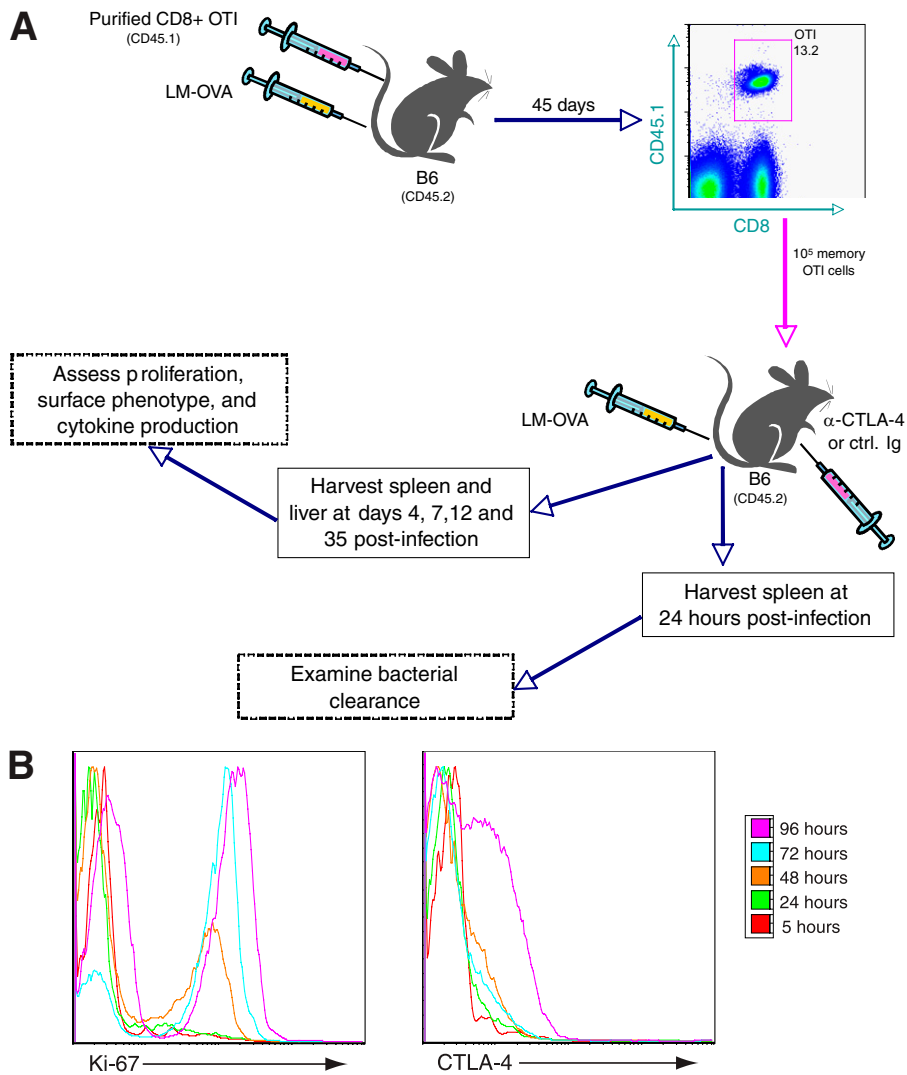 A
Purified CD8+ OTI
(CD45.1)
LM-OVA
B6
(CD45.2)
45 days
OTI
13.2
CD45.1
CD8
10⁵ memory
OTI cells
LM-OVA
α-CTLA-4
or ctrl. Ig
B6
(CD45.2)
Assess proliferation,
surface phenotype, and
cytokine production
Harvest spleen and
liver at days 4, 7,12 and
35 post-infection
Harvest spleen at
24 hours post-infection
Examine bacterial
clearance
B
Ki-67
CTLA-4
96 hours
72 hours
48 hours
24 hours
5 hours